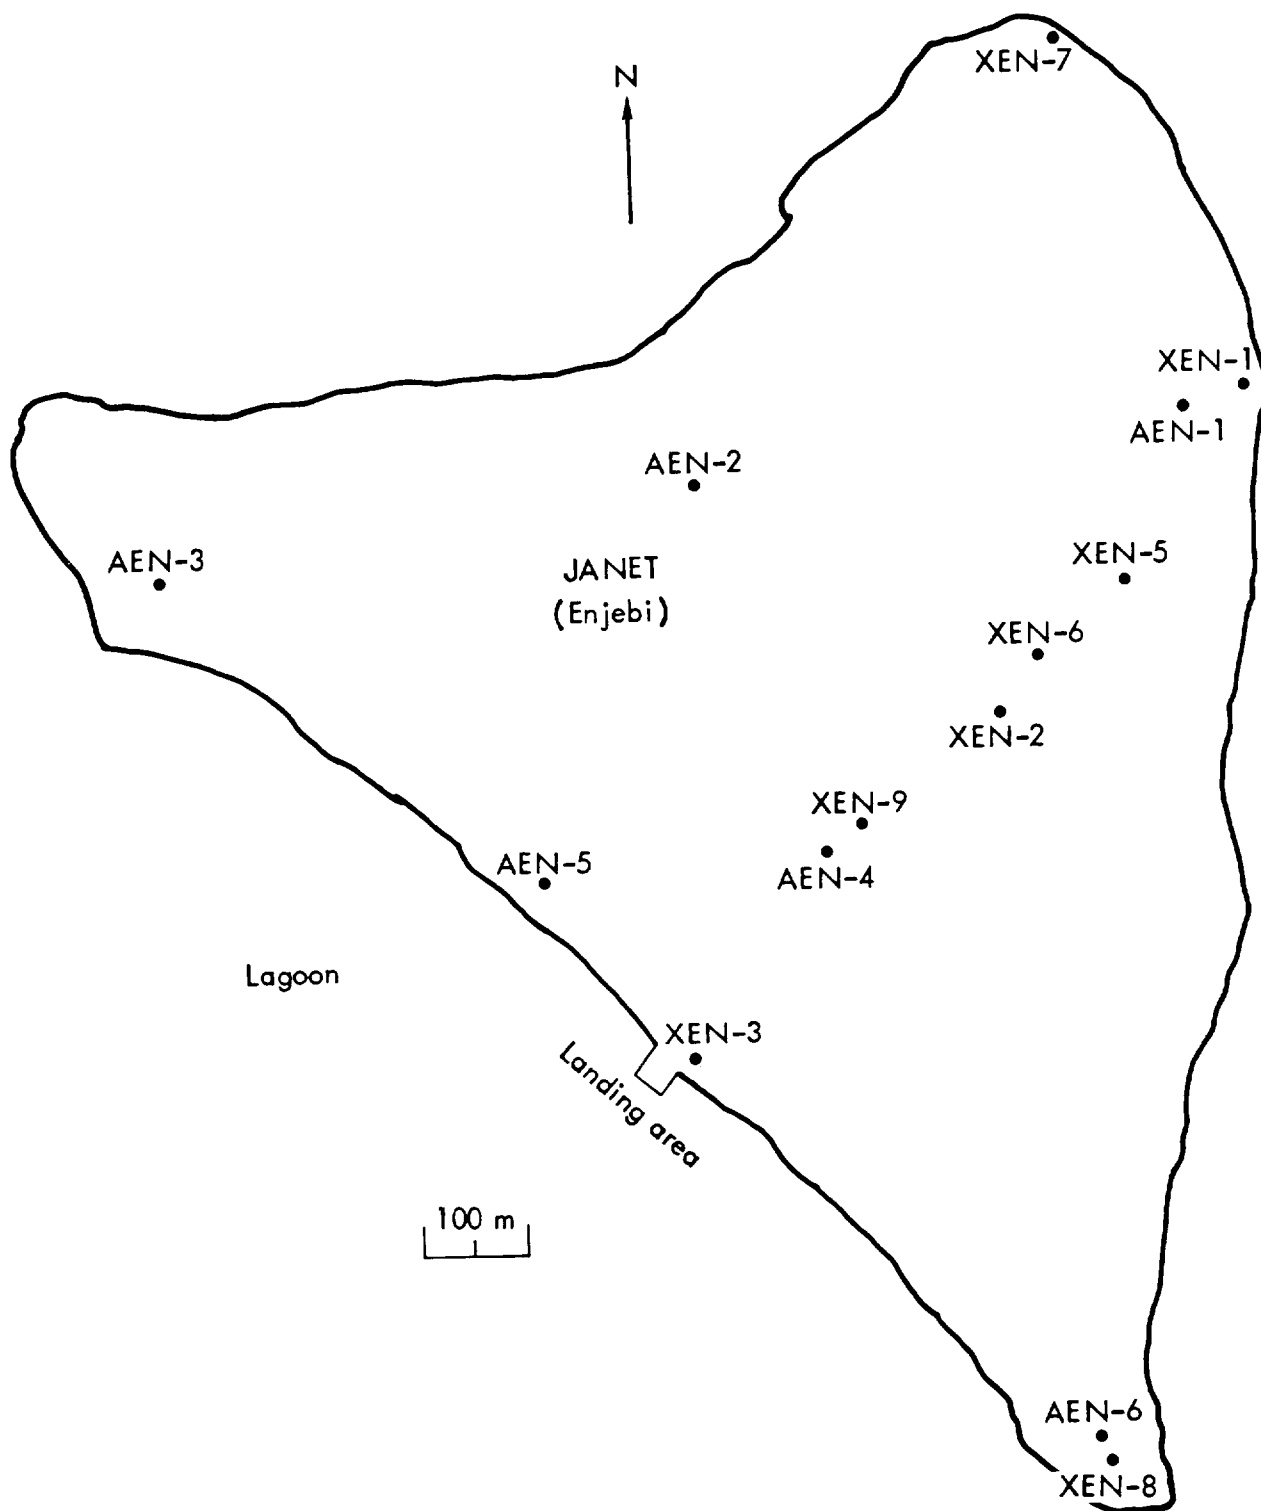 XEN-7
N
XEN-1
AEN-1
AEN-2
AEN-3
JANET
(Enjebi)
XEN-5
XEN-6
XEN-2
XEN-9
AEN-4
AEN-5
Lagoon
XEN-3
Landing area
100 m
AEN-6
XEN-8